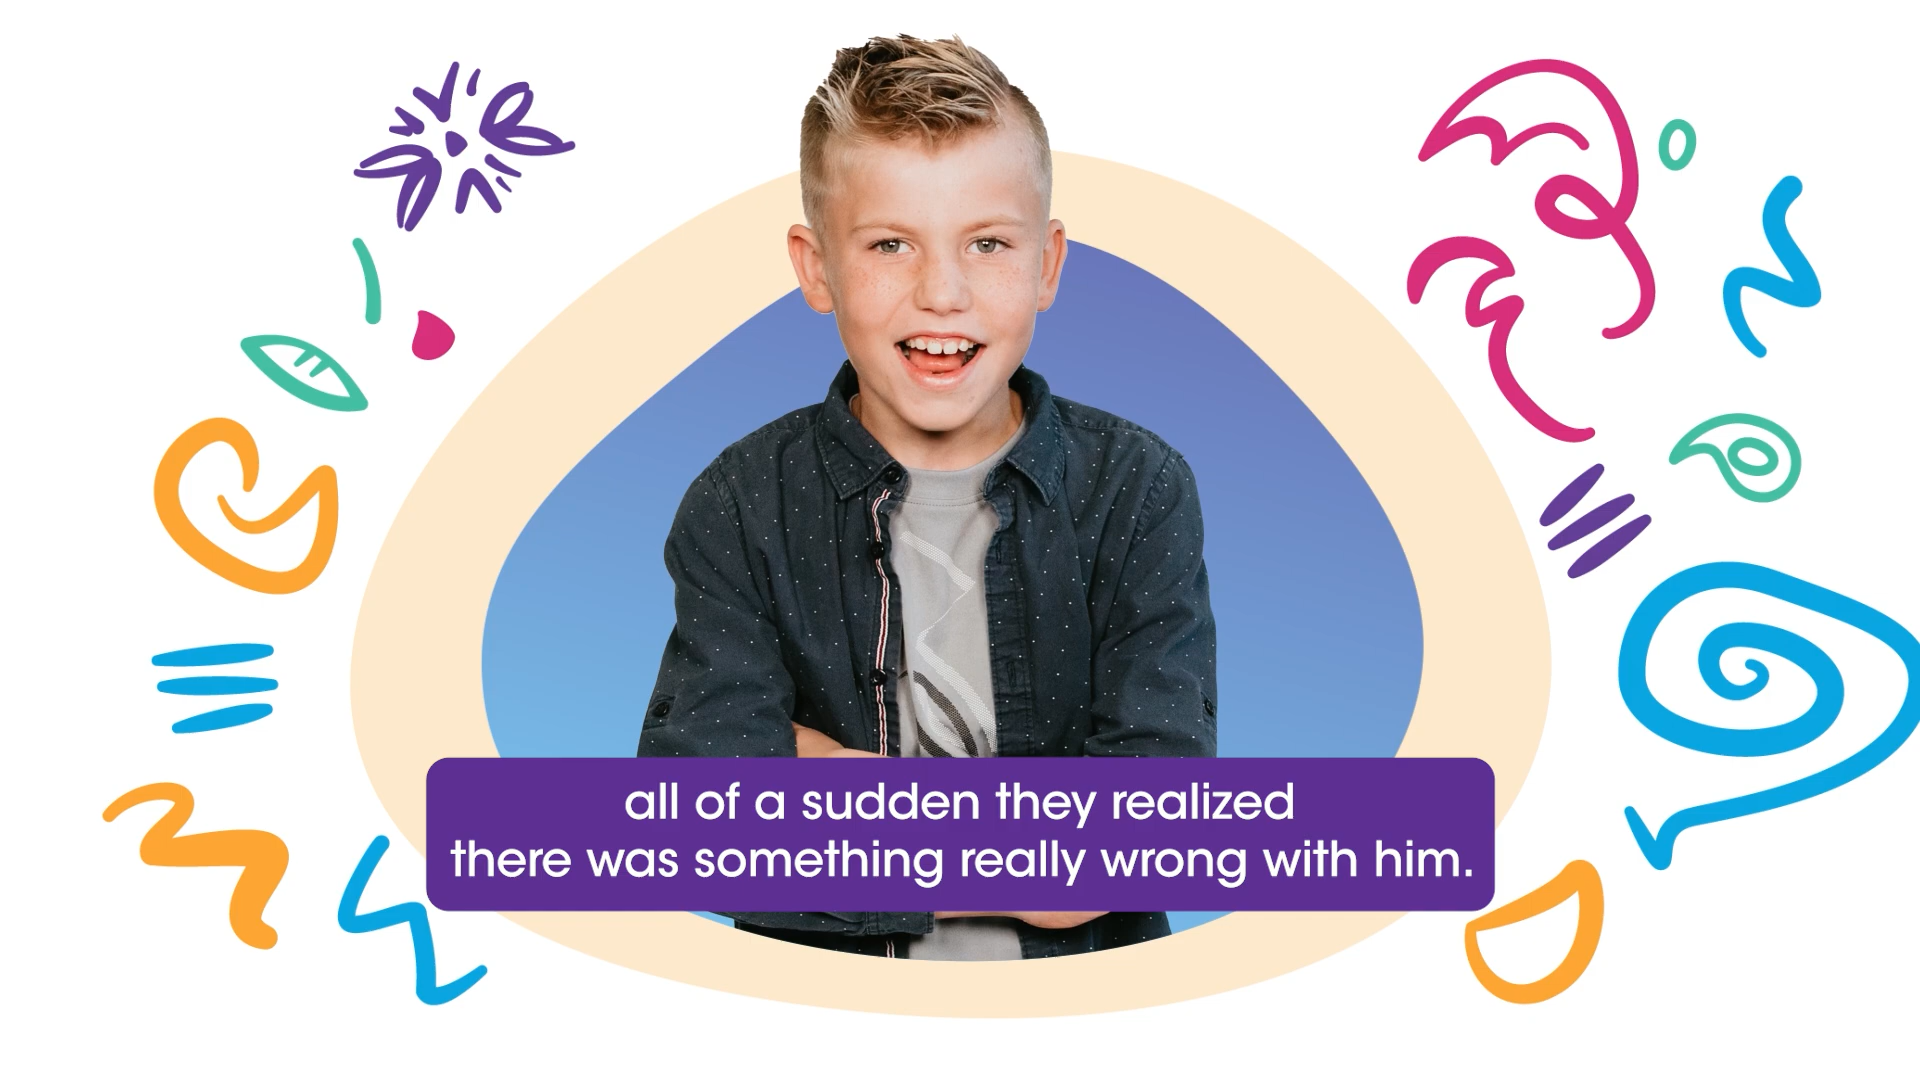 all of a sudden they realized
there was something really wrong with him.